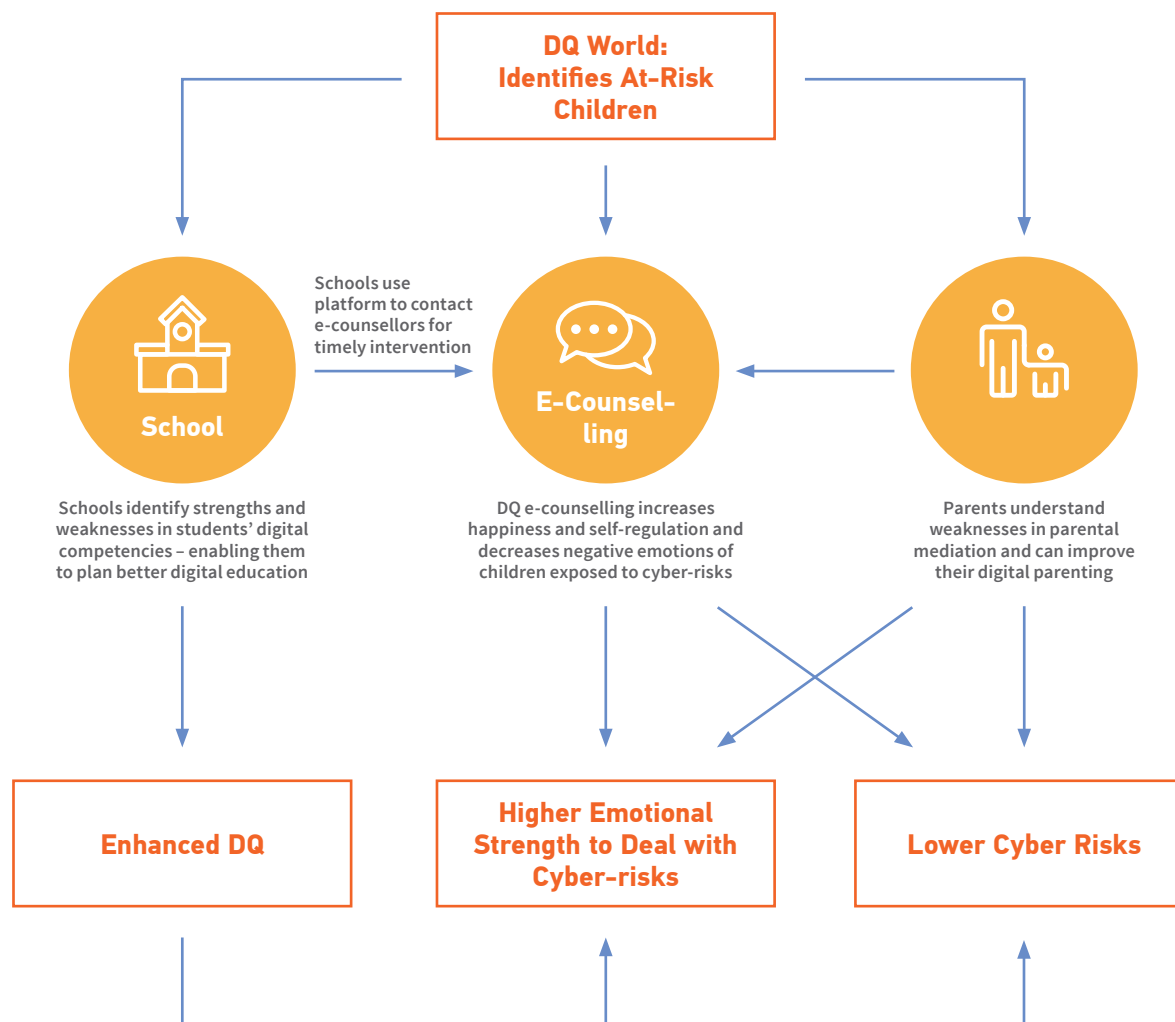 DQ World:
Identifies At-Risk
Children
Schools use
platform to contact
e-counsellors for
timely intervention
School
E-Counsel-
ling
Schools identify strengths and
weaknesses in students’ digital
competencies – enabling them
to plan better digital education
DQ e-counselling increases
happiness and self-regulation and
decreases negative emotions of
children exposed to cyber-risks
Parents understand
weaknesses in parental
mediation and can improve
their digital parenting
Enhanced DQ
Higher Emotional
Strength to Deal with
Cyber-risks
Lower Cyber Risks